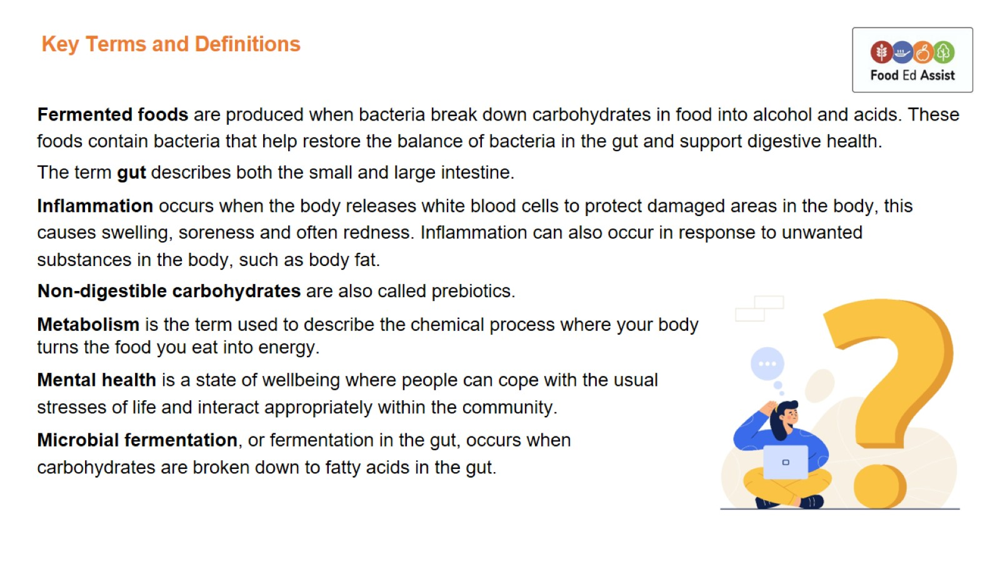 Key Terms and Definitions
Food Ed Assist
Fermented foods are produced when bacteria break down carbohydrates in food into alcohol and acids. These
foods contain bacteria that help restore the balance of bacteria in the gut and support digestive health.
The term gut describes both the small and large intestine.
Inflammation occurs when the body releases white blood cells to protect damaged areas in the body, this
causes swelling, soreness and often redness. Inflammation can also occur in response to unwanted
substances in the body, such as body fat.
Non-digestible carbohydrates are also called prebiotics.
Metabolism is the term used to describe the chemical process where your body
turns the food you eat into energy.
Mental health is a state of wellbeing where people can cope with the usual
stresses of life and interact appropriately within the community.
Microbial fermentation, or fermentation in the gut, occurs when
carbohydrates are broken down to fatty acids in the gut.